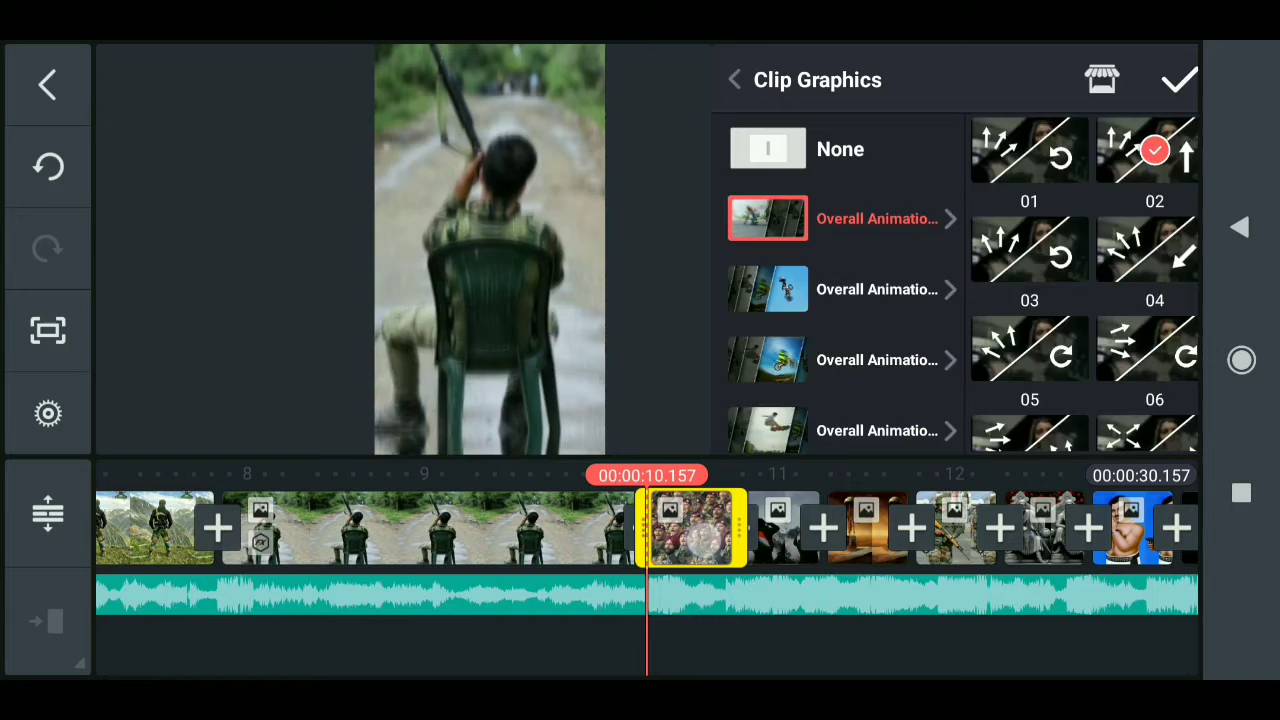 Clip Graphics
None
Overall Animatio...
Overall Animatio...
Overall Animatio...
Overall Animatio...
01
02
03
04
05
06
8
9
00:00:10.157
11
12
00:00:30.157